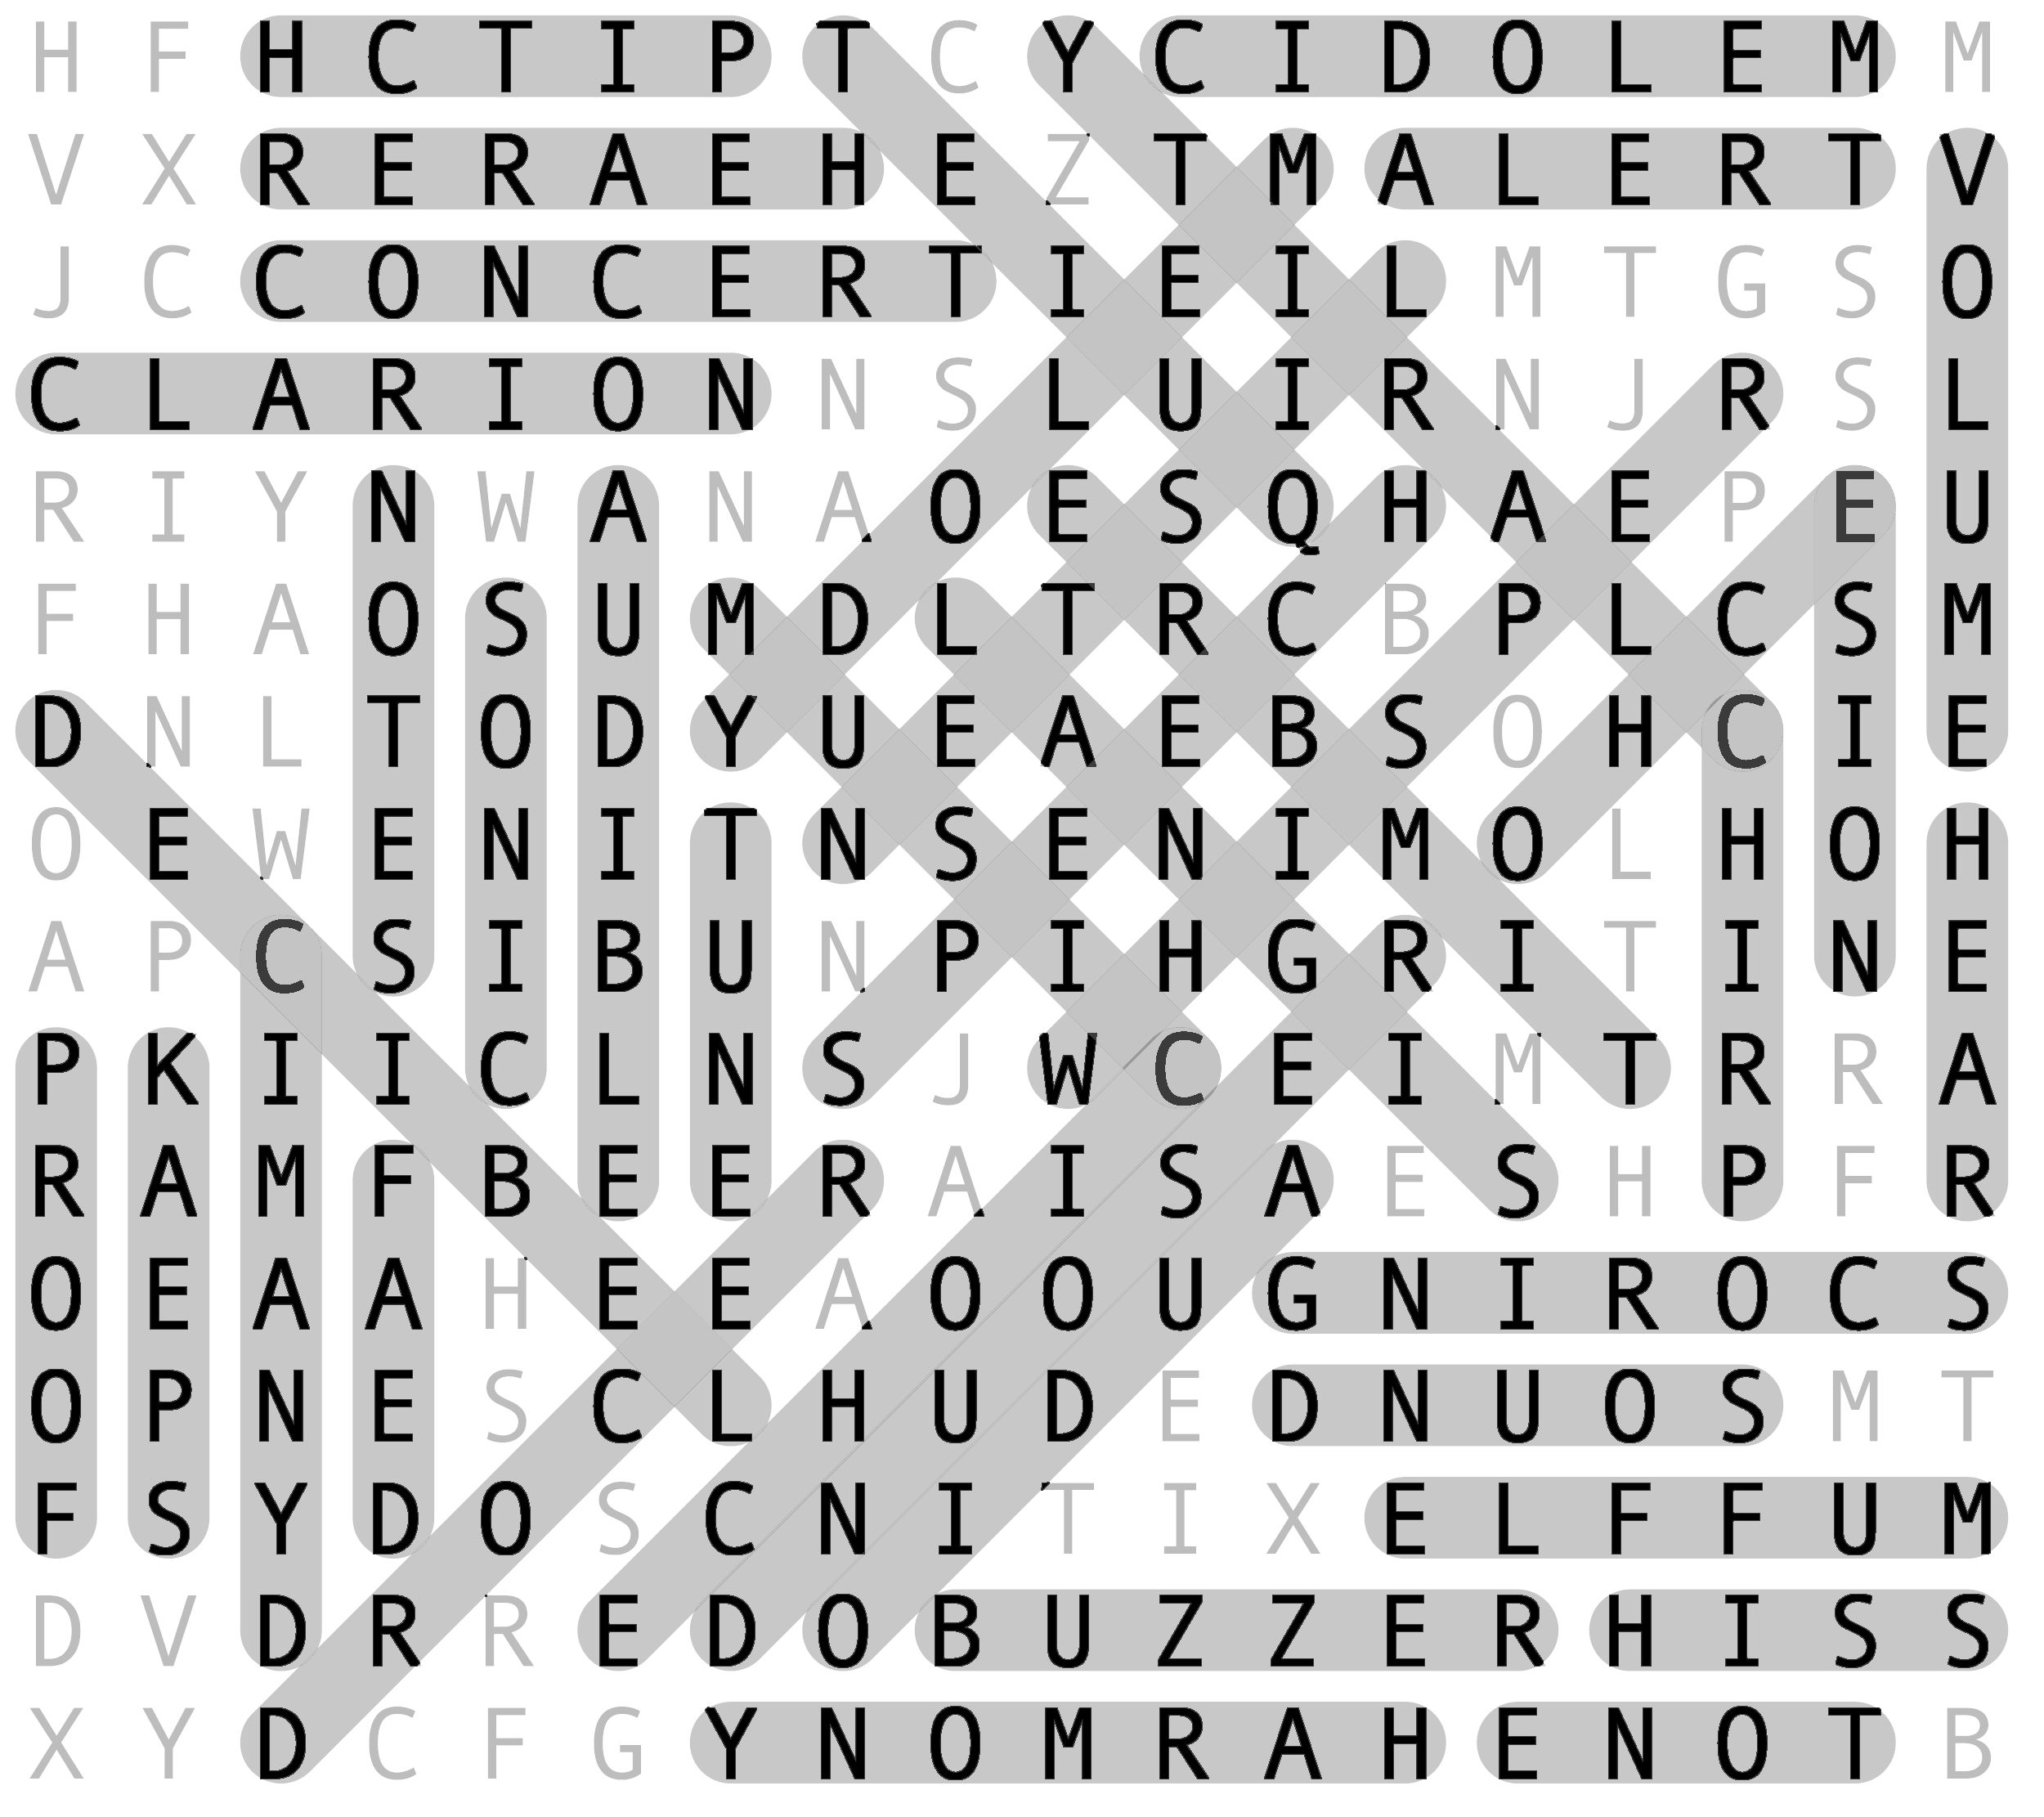 H F H C T I P T C Y C I D O L E M M
V X R E R A E H E Z T M A L E R T V
J C C O N C E R T I E I L M T G S O
C L A R I O N N S L U I R N J R S L
R I Y N W A N A O E S Q H A E P E U
F H A O S U M D L T R C B P L C S M
D N L T O D Y U E A E B S O H C I E
O E W E N I T N S E N I M O L H O H
A P C S I B U N P I H G R I T I N E
P K I I C L N S J W C E I M T R R A
R A M F B E E R A I S A E S H P F R
O E A A H E E A O O U G N I R O C S
O P N E S C L H U D E D N U O S M T
F S Y D O S C N I T I X E L F F U M
D V D R R E D O B U Z Z E R H I S S
X Y D C F G Y N O M R A H E N O T B